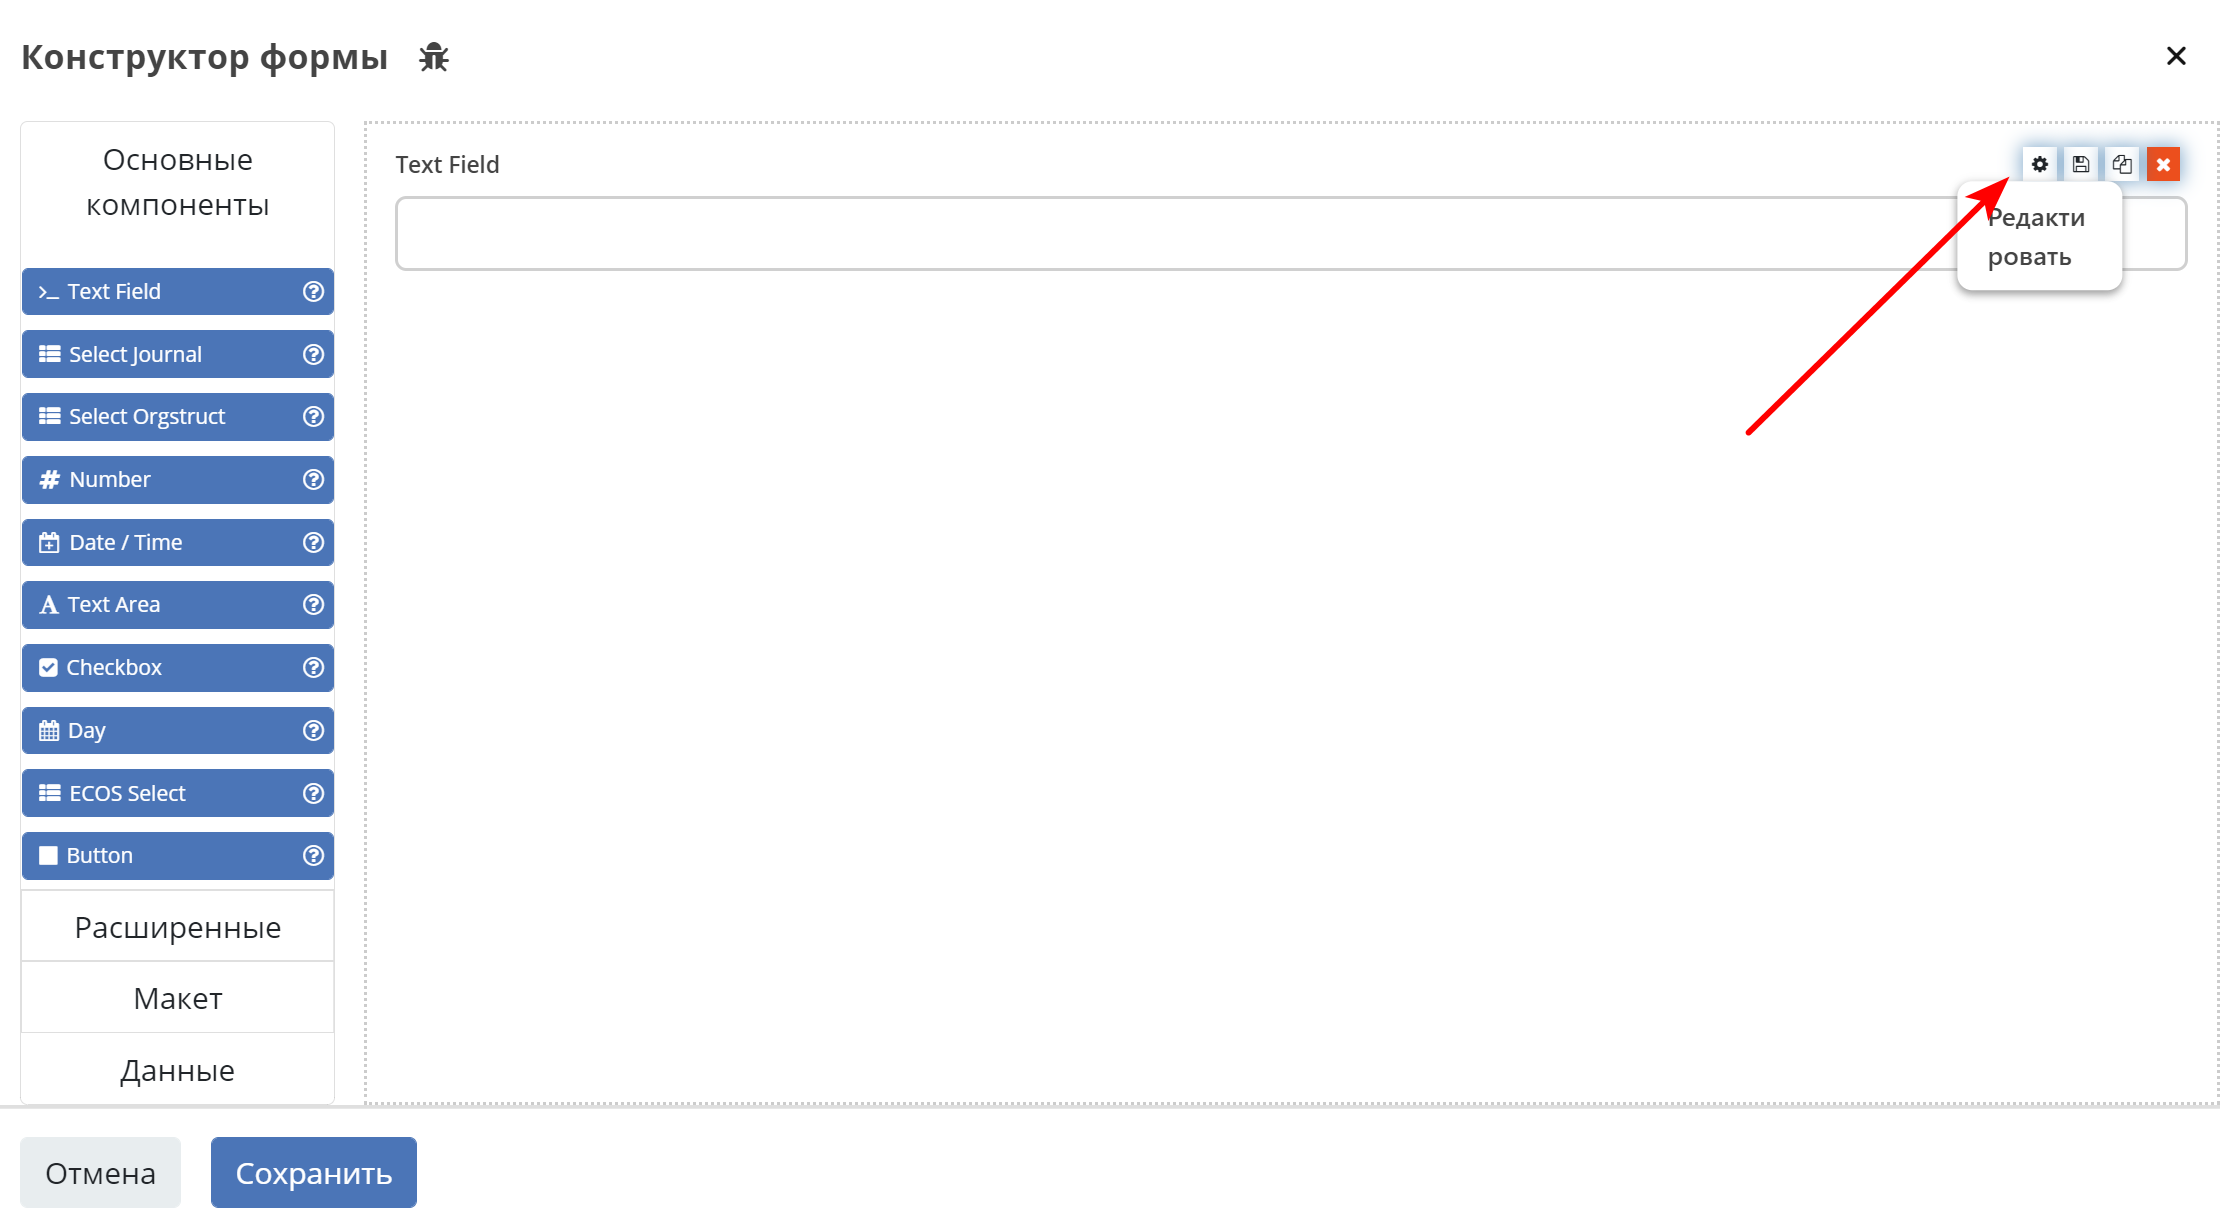 Конструктор формы
Основные
компоненты
Text Field
Select Journal
Select Orgstruct
Number
Date / Time
Text Area
Checkbox
Day
ECOS Select
Button
Расширенные
Макет
Данные
Text Field
Редакти
ровать
Отмена
Сохранить